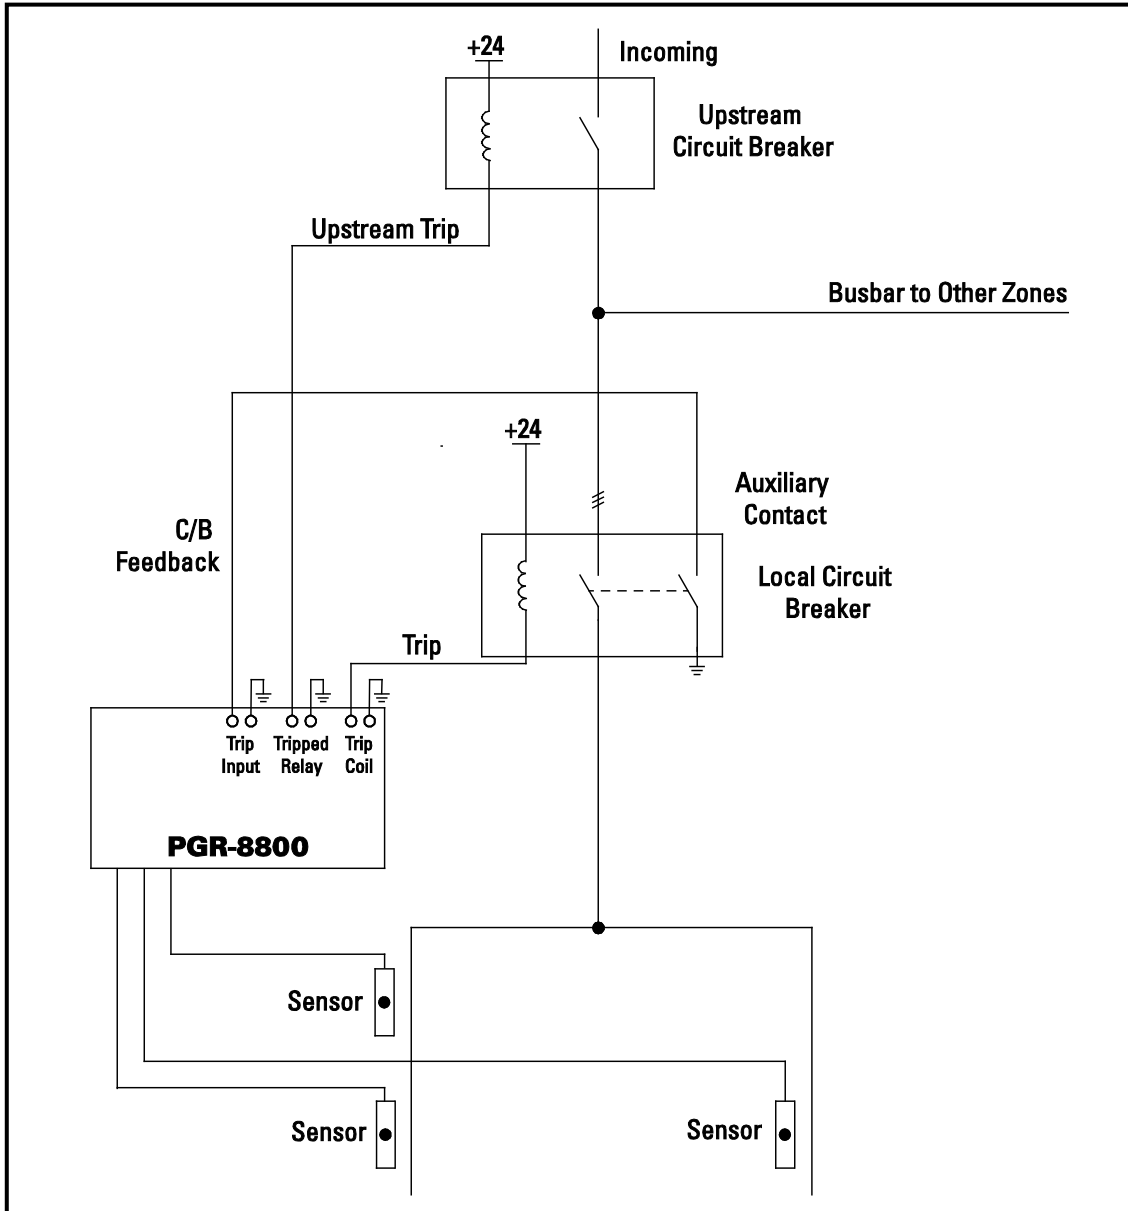 +24
Incoming
Upstream
Circuit Breaker
Upstream Trip
Busbar to Other Zones
+24
Auxiliary
Contact
C/B
Feedback
Local Circuit
Breaker
Trip
Trip
Input
Tripped
Relay
Trip
Coil
PGR-8800
Sensor
Sensor
Sensor